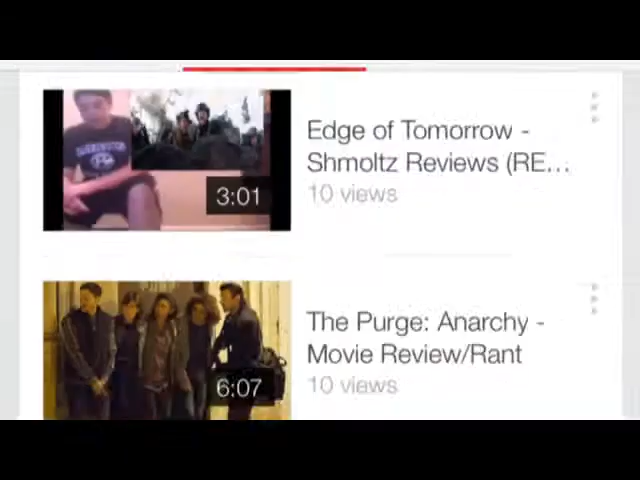 3:01
Edge of Tomorrow -
Shmoltz Reviews (RE...
10 views
6:07
The Purge: Anarchy -
Movie Review/Rant
10 views